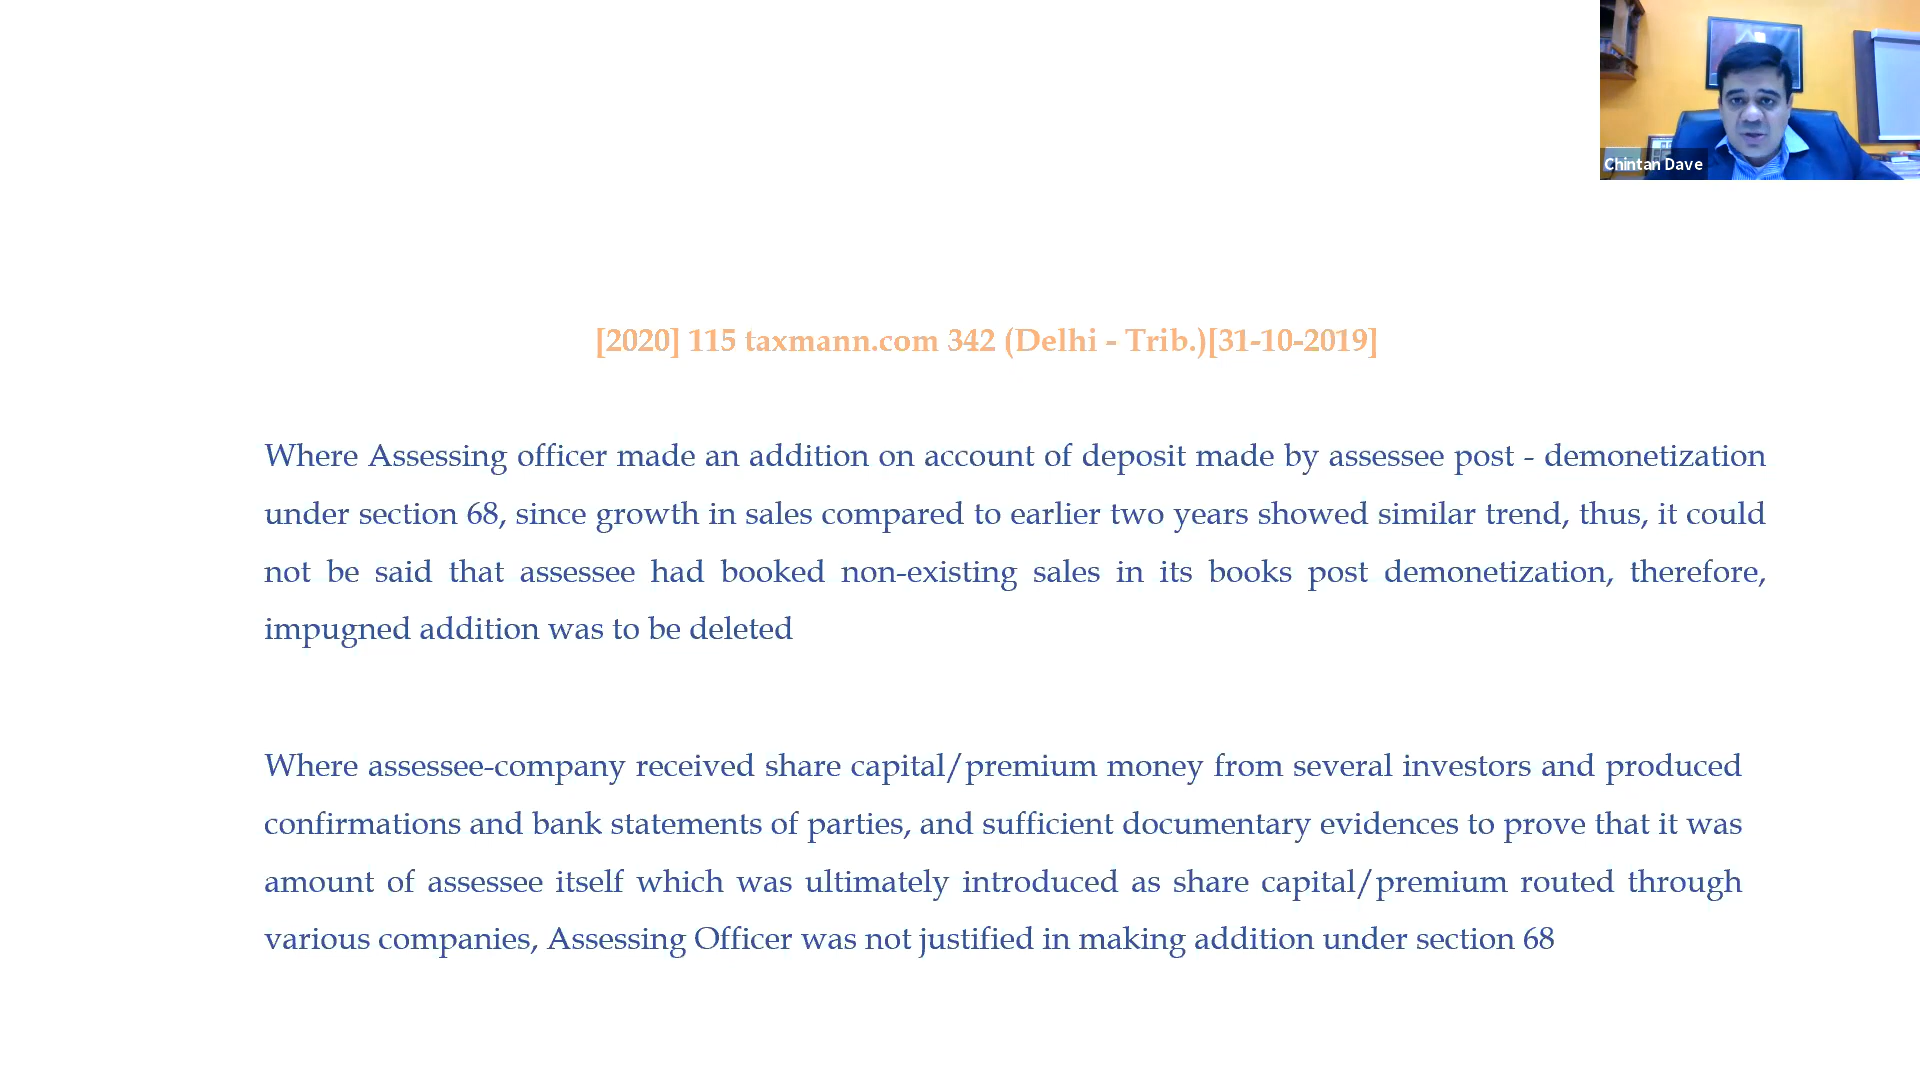 Chintan Dave
[2020] 115 taxmann.com 342 (Delhi - Trib.)[31-10-2019]
Where Assessing officer made an addition on account of deposit made by assessee post - demonetization
under section 68, since growth in sales compared to earlier two years showed similar trend, thus, it could
not be said that assessee had booked non-existing sales in its books post demonetization, therefore,
impugned addition was to be deleted
Where assessee-company received share capital/premium money from several investors and produced
confirmations and bank statements of parties, and sufficient documentary evidences to prove that it was
amount of assessee itself which was ultimately introduced as share capital/premium routed through
various companies, Assessing Officer was not justified in making addition under section 68